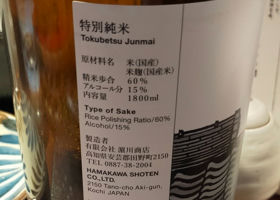 特別純米
Tokubetsu Junmai
原材料名 米(国産)
米麹(国産米)
精米歩合 60%
アルコール分 15%
内容量 1800ml
Type of Sake
Rice Polishing Ratio/60%
Alcohol/15%
製造者
有限会社 濵川商店
高知県安芸郡田野町2150
TEL 0887-38-2004
HAMAKAWA SHOTEN
CO.,LTD.
2150 Tano-cho Aki-gun,
Kochi JAPAN